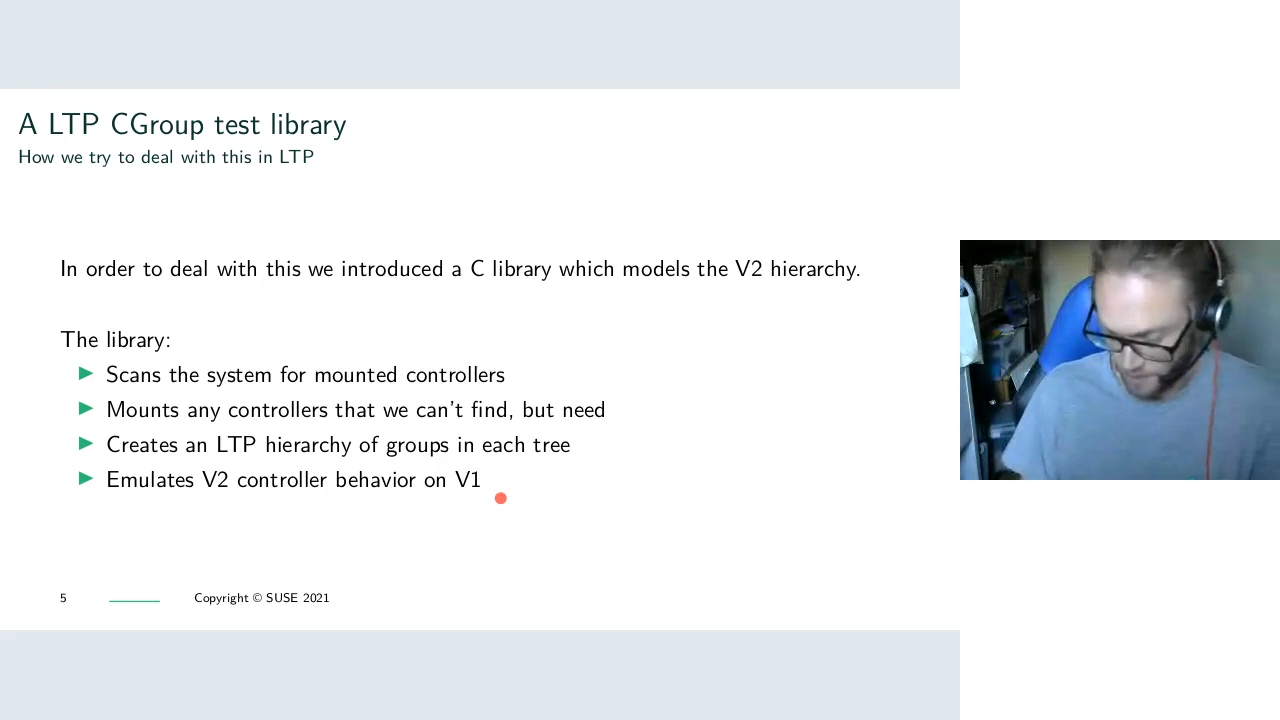 A LTP CGroup test library
How we try to deal with this in LTP
In order to deal with this we introduced a C library which models the V2 hierarchy.
The library:
Scans the system for mounted controllers
Mounts any controllers that we can't find, but need
Creates an LTP hierarchy of groups in each tree
Emulates V2 controller behavior on V1
5
Copyright © SUSE 2021